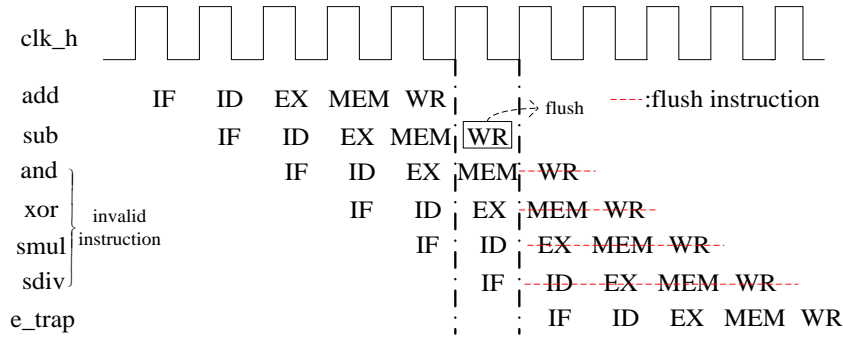 clk_h
add IF ID EX MEM WR
flush ----:flush instruction
sub IF ID EX MEM WR
and IF ID EX MEM WR
xor IF ID EX MEM WR
invalid
instruction
smul IF ID EX MEM WR
sdiv IF ID EX MEM WR
e_trap IF ID EX MEM WR